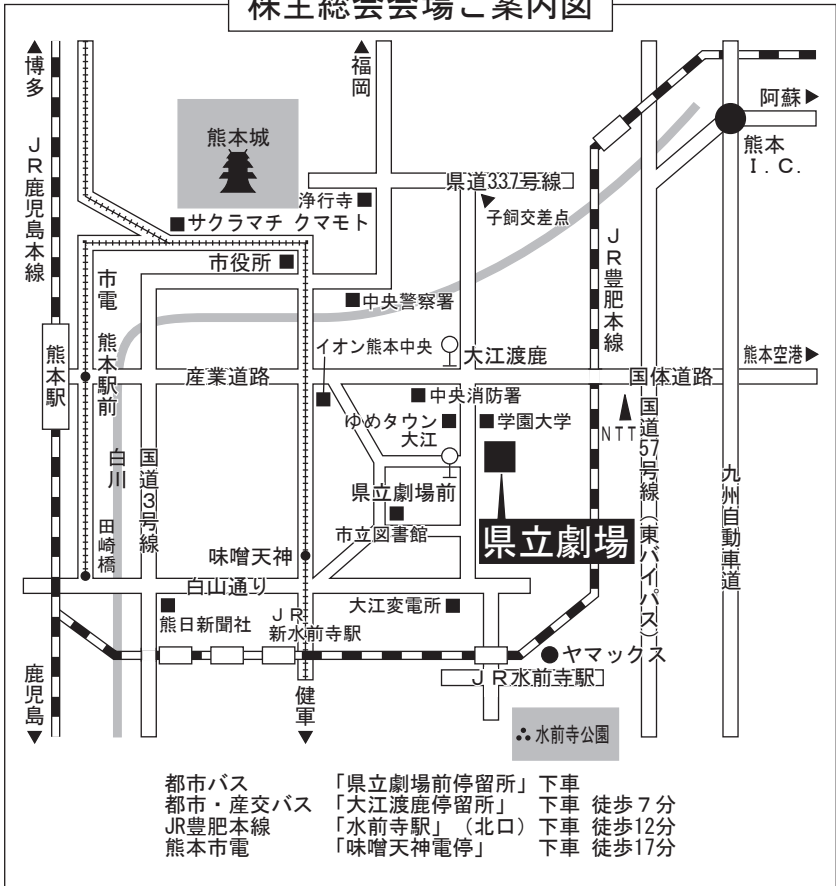 株主総会会場ご案内図
▲博多
JR鹿児島本線
▲福岡
熊本城
阿蘇▶
熊本
I.C.
県道337号線
浄行寺■
子飼交差点
■サクラマチ クマモト
市役所■
市電
JR豊肥本線
■中央警察署
イオン熊本中央
大江渡鹿
熊本空港▶
熊本駅
熊本駅前
産業道路
国体道路
■中央消防署
ゆめタウン■
大江
■学園大学
NTT
国道57号線(東バイパス)
九州自動車道
白川
国道3号線
県立劇場前
市立図書館
県立劇場
田崎橋
味噌天神
白山通り
大江変電所■
熊日新聞社
JR
新水前寺駅
●ヤマックス
JR水前寺駅
鹿児島▼
健軍▼
∴水前寺公園
都市バス 「県立劇場前停留所」下車
都市・産交バス 「大江渡鹿停留所」 下車 徒歩7分
JR豊肥本線 「水前寺駅」(北口)下車 徒歩12分
熊本市電 「味噌天神電停」 下車 徒歩17分